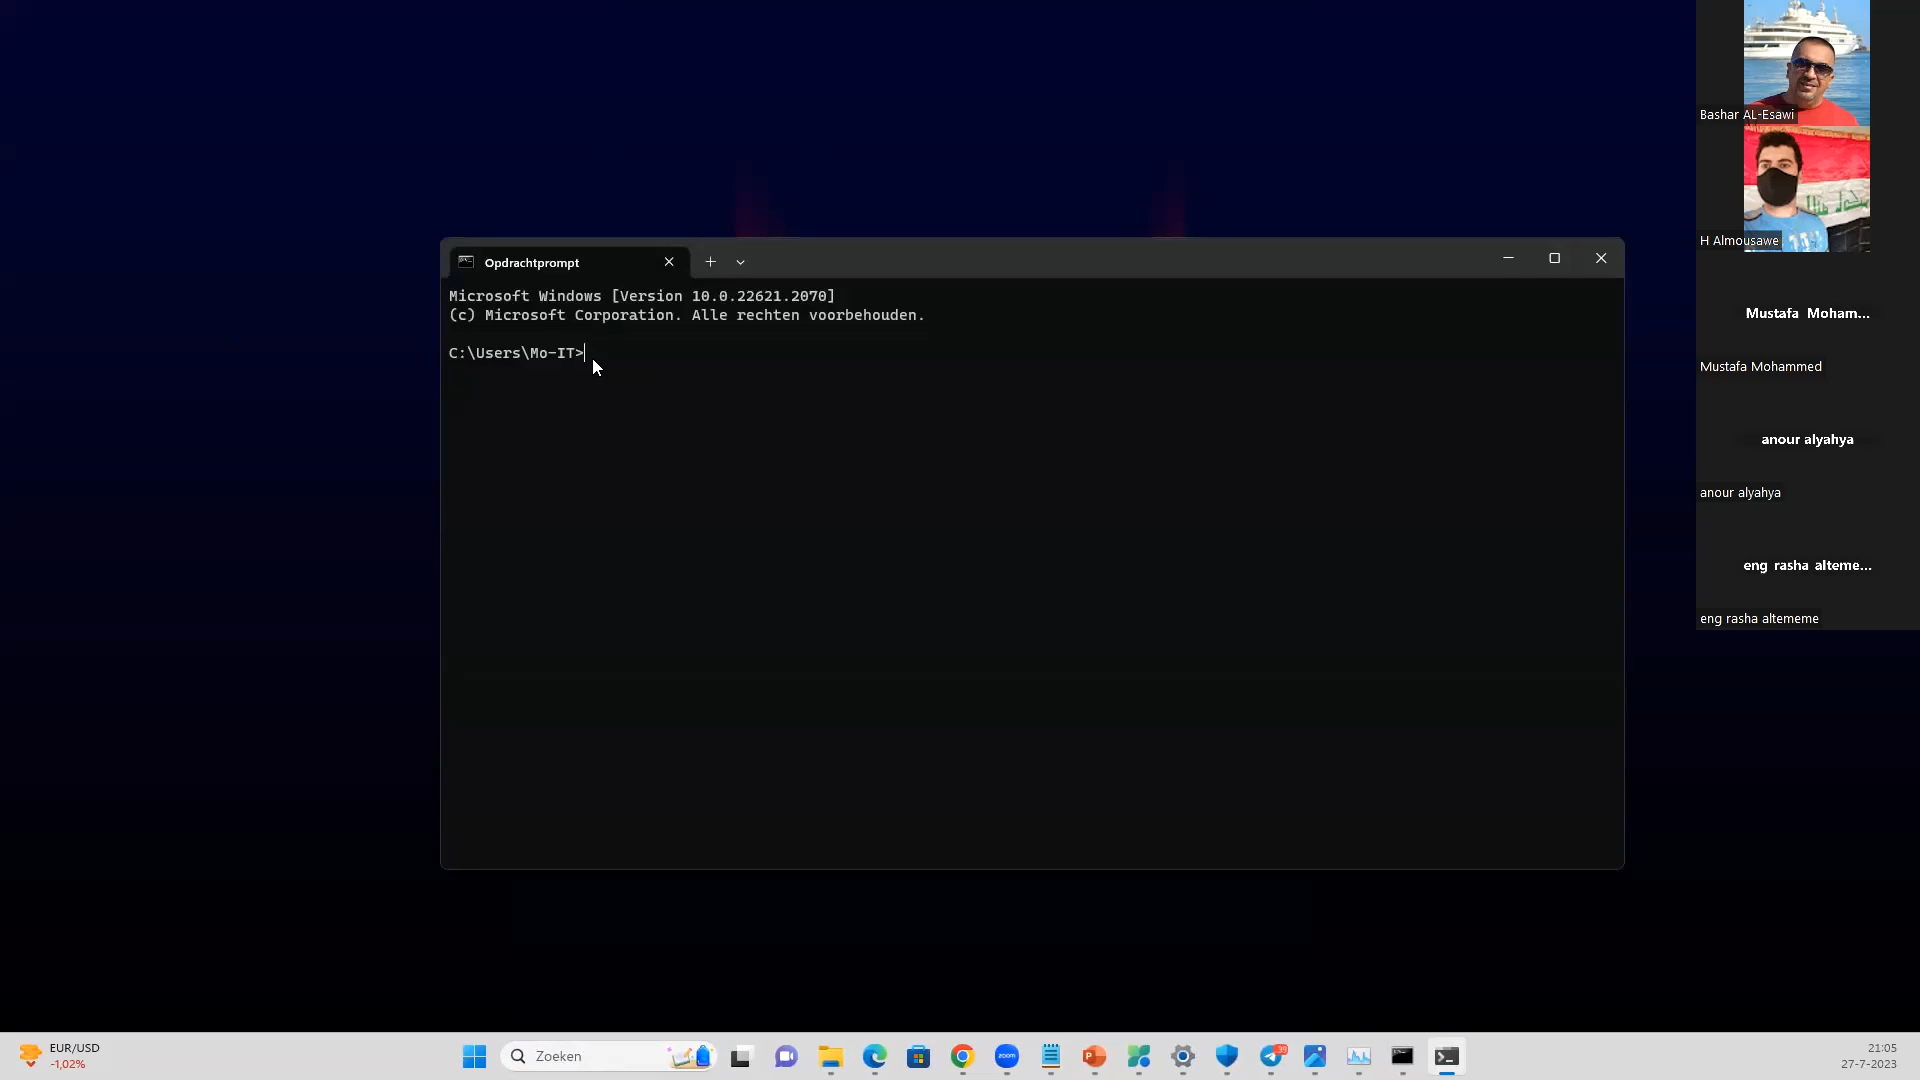 Bashar AL-Esawi
H Almousawe
Mustafa Moham...
Mustafa Mohammed
anour alyahya
anour alyahya
eng rasha alteme...
eng rasha altememe
Opdrachtprompt
Microsoft Windows [Version 10.0.22621.2070]
(c) Microsoft Corporation. Alle rechten voorbehouden.
C:\Users\Mo-IT>
EUR/USD
-1,02%
Zoeken
zoom
39
21:05
27-7-2023